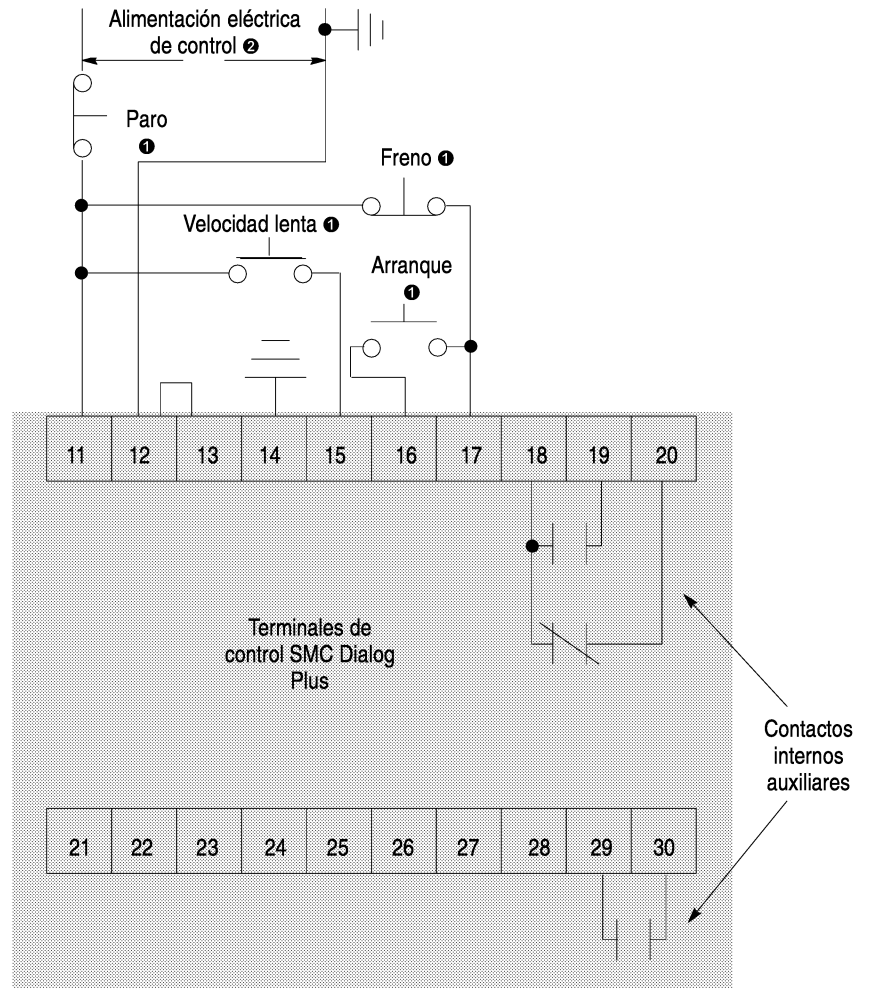 Alimentación eléctrica
de control ❷
Paro
❶
Freno ❶
Velocidad lenta ❶
Arranque
❶
11 12 13 14 15 16 17 18 19 20
Terminales de
control SMC Dialog
Plus
Contactos
internos
auxiliares
21 22 23 24 25 26 27 28 29 30